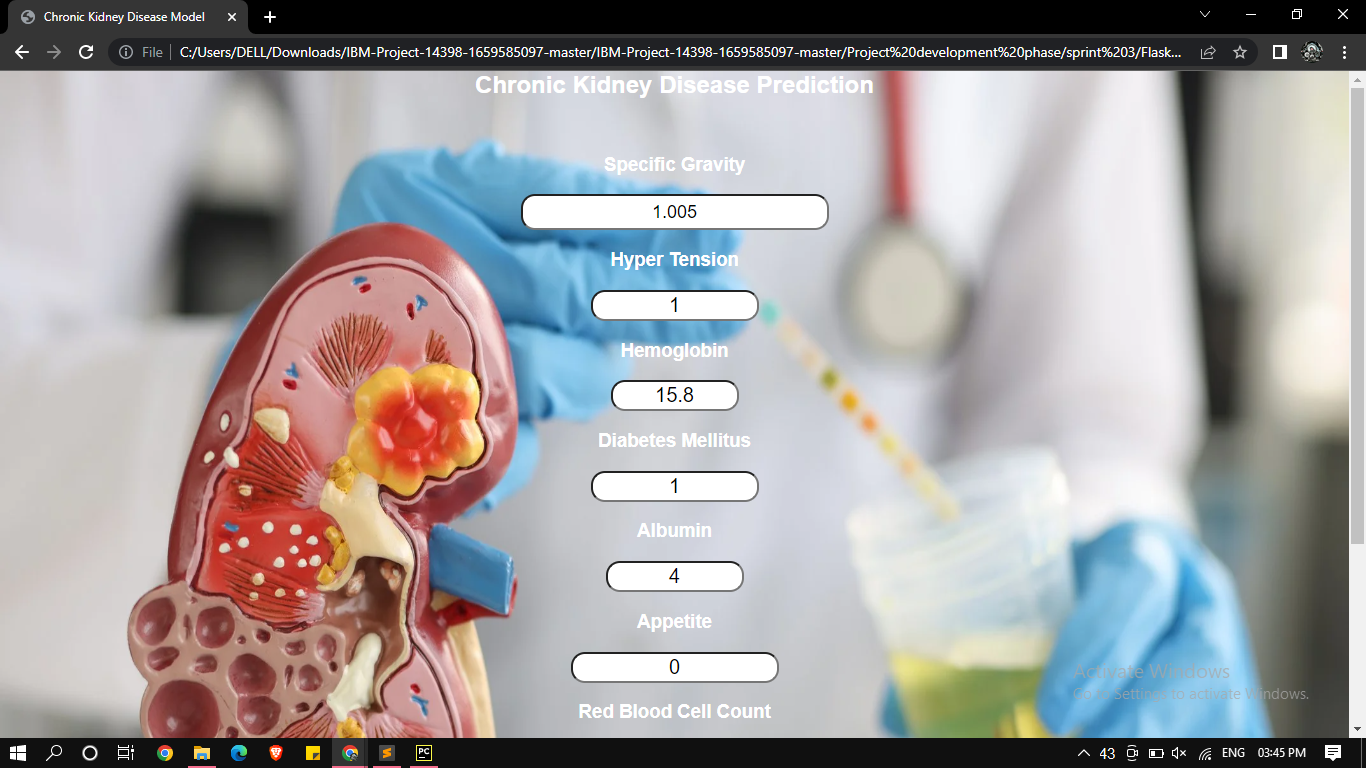 Chronic Kidney Disease Model
File
C:/Users/DELL/Downloads/IBM-Project-14398-1659585097-master/IBM-Project-14398-1659585097-master/Project%20development%20phase/sprint%203/Flask...
Chronic Kidney Disease Prediction
Specific Gravity
1.005
Hyper Tension
1
Hemoglobin
15.8
Diabetes Mellitus
1
Albumin
4
Appetite
0
Red Blood Cell Count
Activate Windows
Go to Settings to activate Windows.
PC
43
ENG
03:45 PM